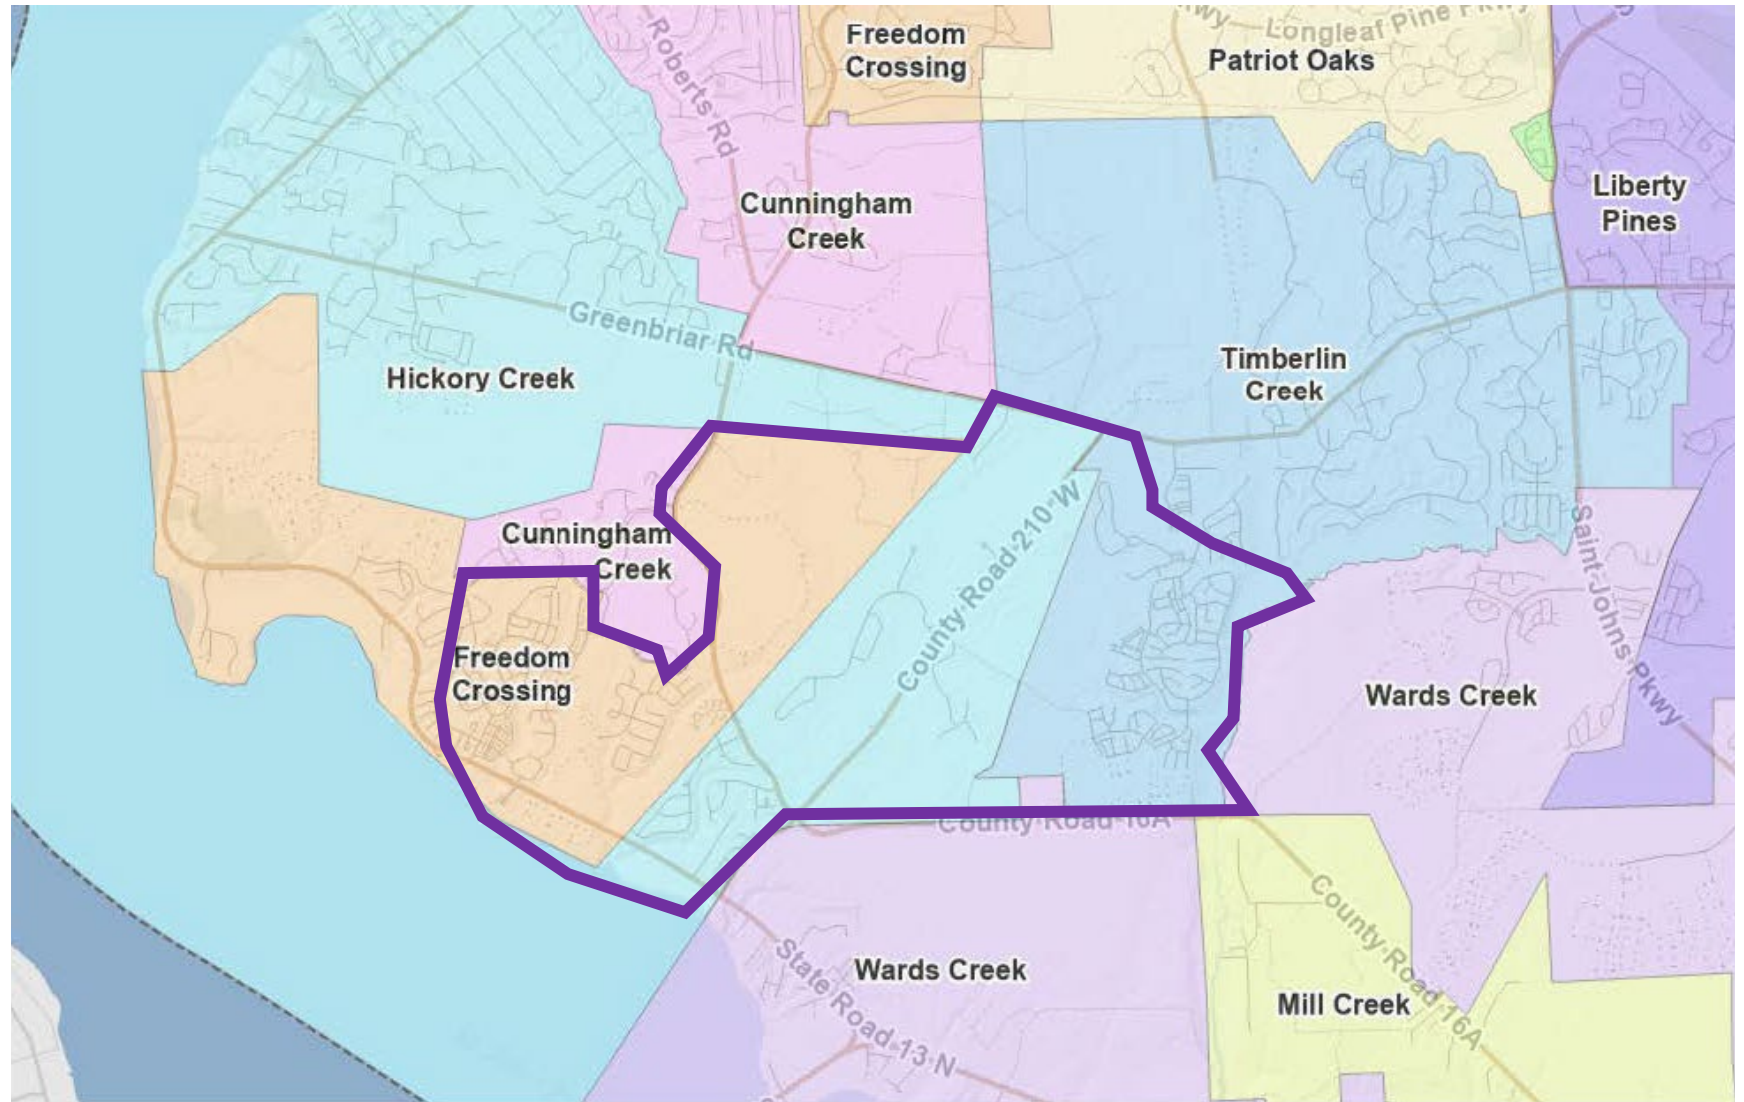 Freedom
Crossing
Longleaf Pine Pkwy
Patriot Oaks
Roberts Rd
Liberty
Pines
Cunningham
Creek
Greenbriar Rd
Hickory Creek
Timberlin
Creek
County Road 210 W
Cunningham
Creek
Saint Johns Pkwy
Freedom
Crossing
Wards Creek
County Road 16A
Wards Creek
State Road 13 N
County Road 16A
Mill Creek